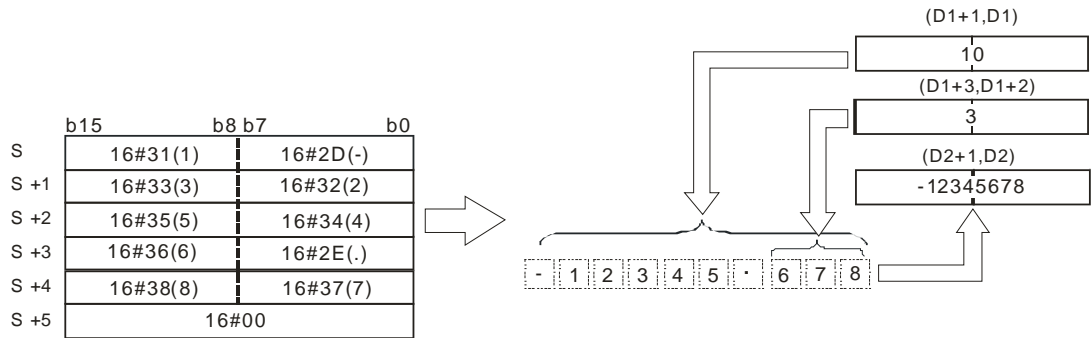 b15 b8 b7 b0
S 16#31(1) 16#2D(-)
S +1 16#33(3) 16#32(2)
S +2 16#35(5) 16#34(4)
S +3 16#36(6) 16#2E(.)
S +4 16#38(8) 16#37(7)
S +5 16#00
(D1+1,D1)
10
(D1+3,D1+2)
3
(D2+1,D2)
-12345678
- 1 2 3 4 5 . 6 7 8